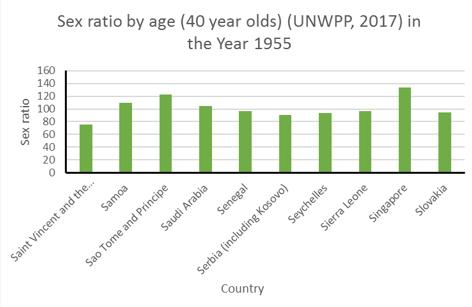 Sex ratio by age (40 year olds) (UNWPP, 2017) in
the Year 1955
Sex ratio
160
140
120
100
80
60
40
20
0
Saint Vincent and the...
Samoa
Sao Tome and Principe
Saudi Arabia
Senegal
Serbia (including Kosovo)
Seychelles
Sierra Leone
Singapore
Slovakia
Country